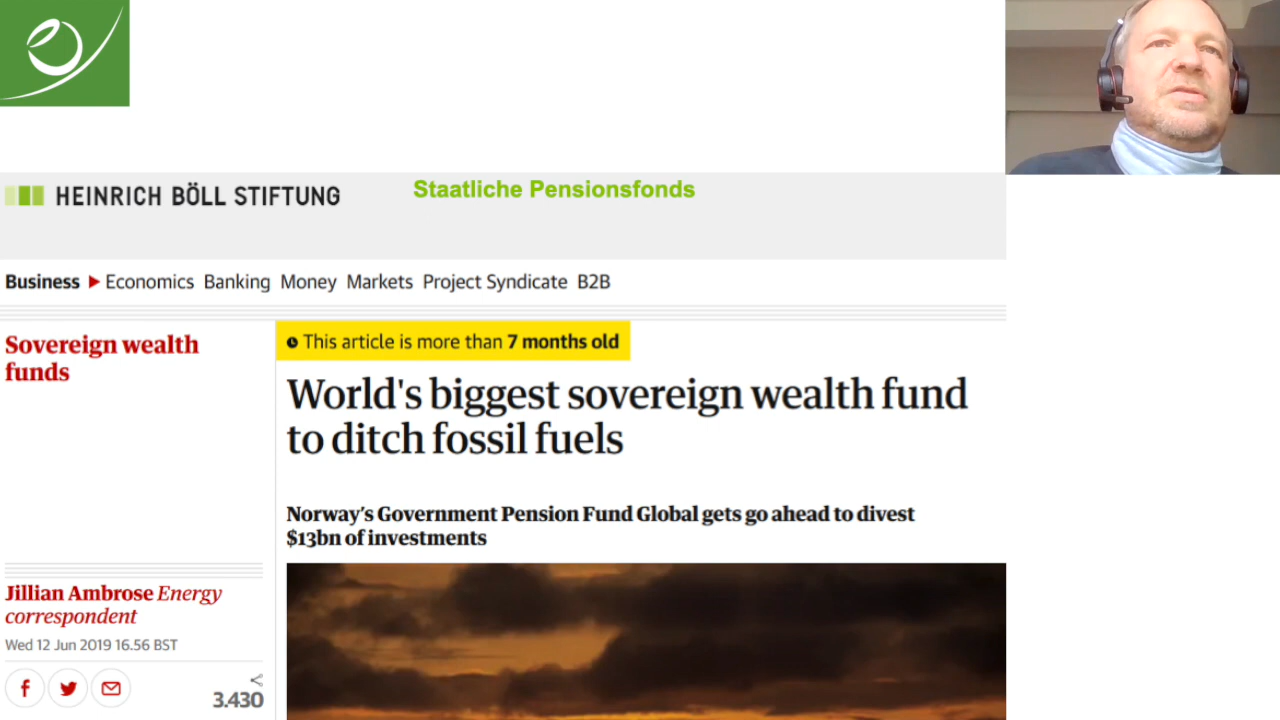 HEINRICH BÖLL STIFTUNG
Staatliche Pensionsfonds
Business Economics Banking Money Markets Project Syndicate B2B
Sovereign wealth
funds
This article is more than 7 months old
World's biggest sovereign wealth fund
to ditch fossil fuels
Norway’s Government Pension Fund Global gets go ahead to divest
$13bn of investments
Jillian Ambrose Energy
correspondent
Wed 12 Jun 2019 16.56 BST
3.430